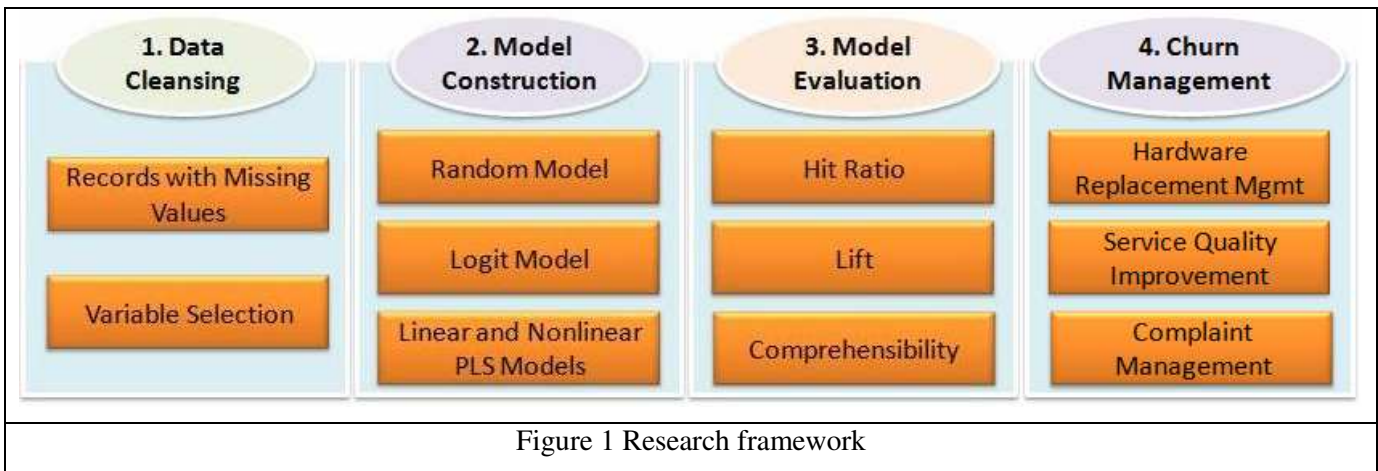 1. Data
Cleansing
Records with Missing
Values
Variable Selection
2. Model
Construction
Random Model
Logit Model
Linear and Nonlinear
PLS Models
3. Model
Evaluation
Hit Ratio
Lift
Comprehensibility
4. Churn
Management
Hardware
Replacement Mgmt
Service Quality
Improvement
Complaint
Management
Figure 1 Research framework